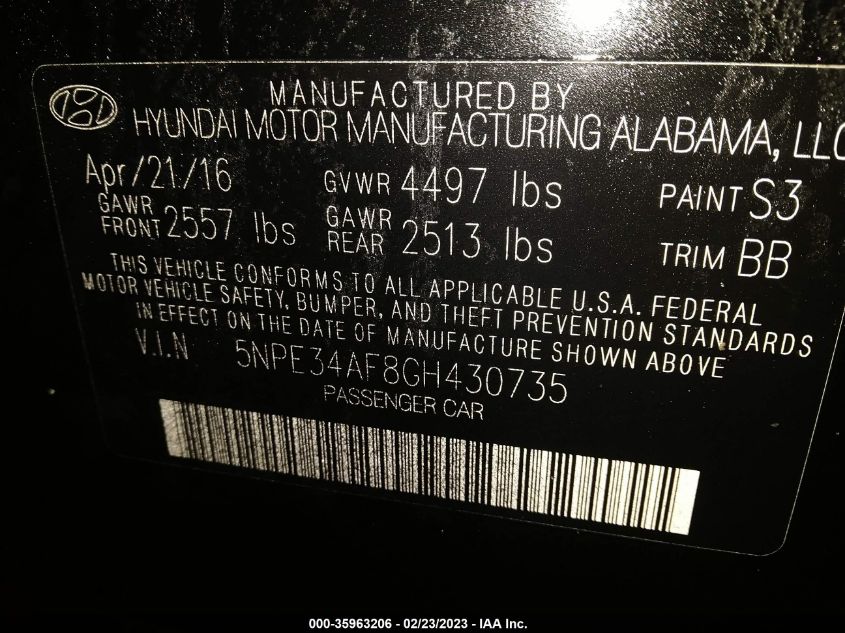 MANUFACTURED BY
HYUNDAI MOTOR MANUFACTURING ALABAMA, LLC
Apr/21/16 GVWR 4497 lbs PAINT S3
GAWR FRONT 2557 lbs GAWR REAR 2513 lbs TRIM BB
THIS VEHICLE CONFORMS TO ALL APPLICABLE U.S.A. FEDERAL
MOTOR VEHICLE SAFETY, BUMPER, AND THEFT PREVENTION STANDARDS
IN EFFECT ON THE DATE OF MANUFACTURE SHOWN ABOVE
V.I.N 5NPE34AF8GH430735
PASSENGER CAR
000-35963206 - 02/23/2023 - IAA Inc.